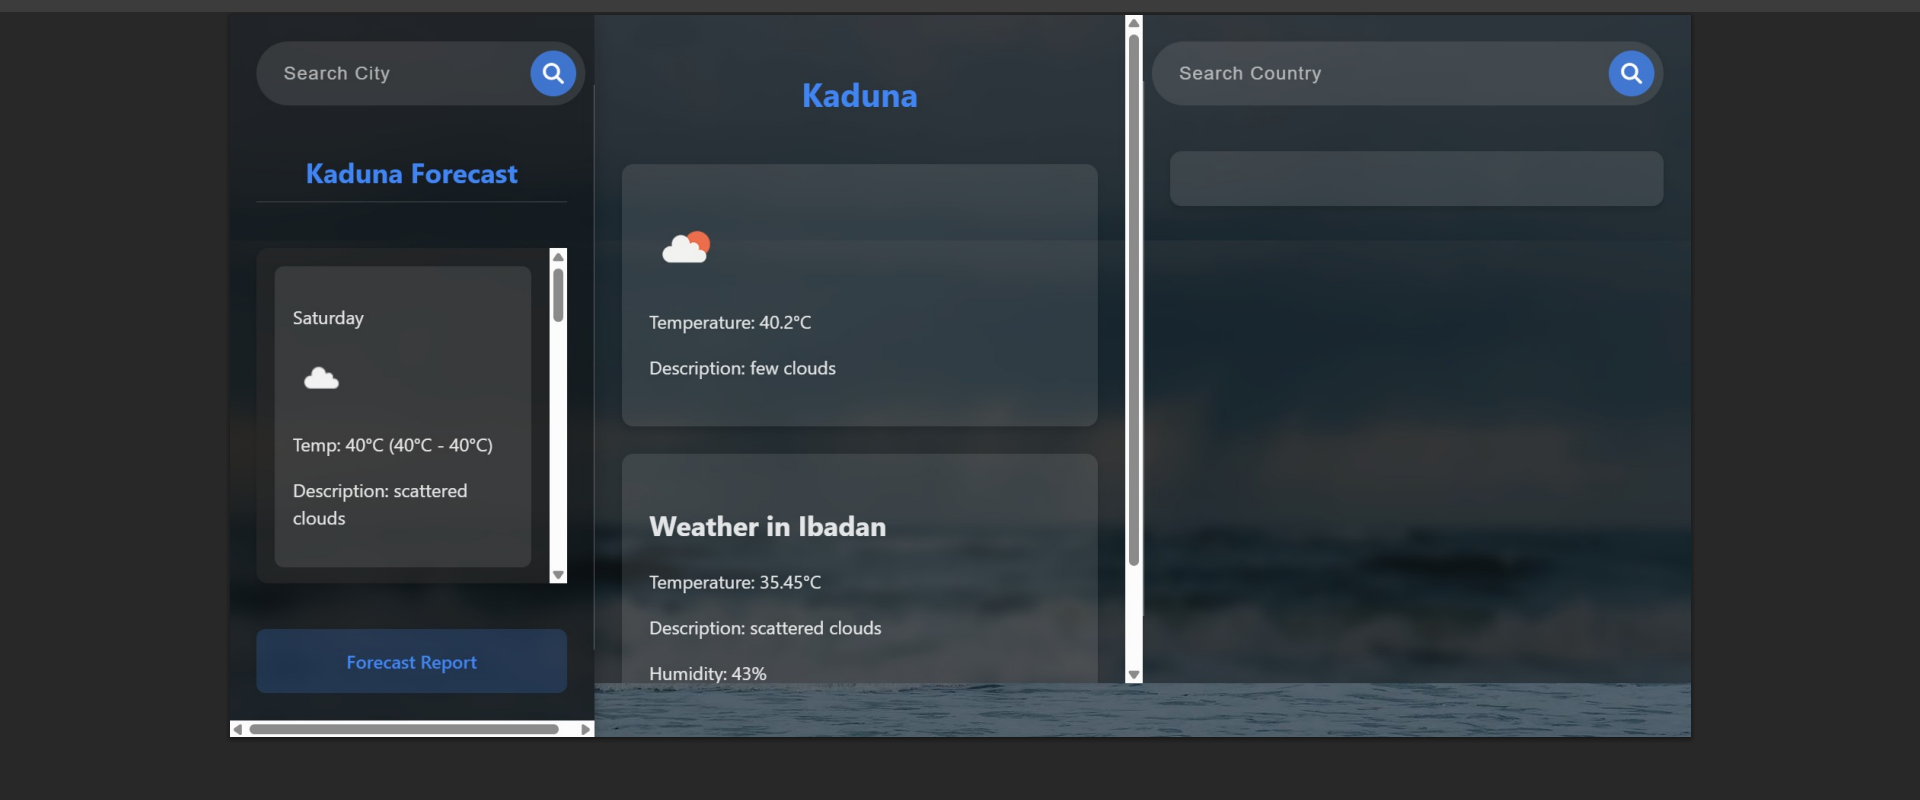 Search City
Kaduna Forecast
Saturday
Temp: 40°C (40°C - 40°C)
Description: scattered
clouds
Forecast Report
Kaduna
Temperature: 40.2°C
Description: few clouds
Weather in Ibadan
Temperature: 35.45°C
Description: scattered clouds
Humidity: 43%
Search Country